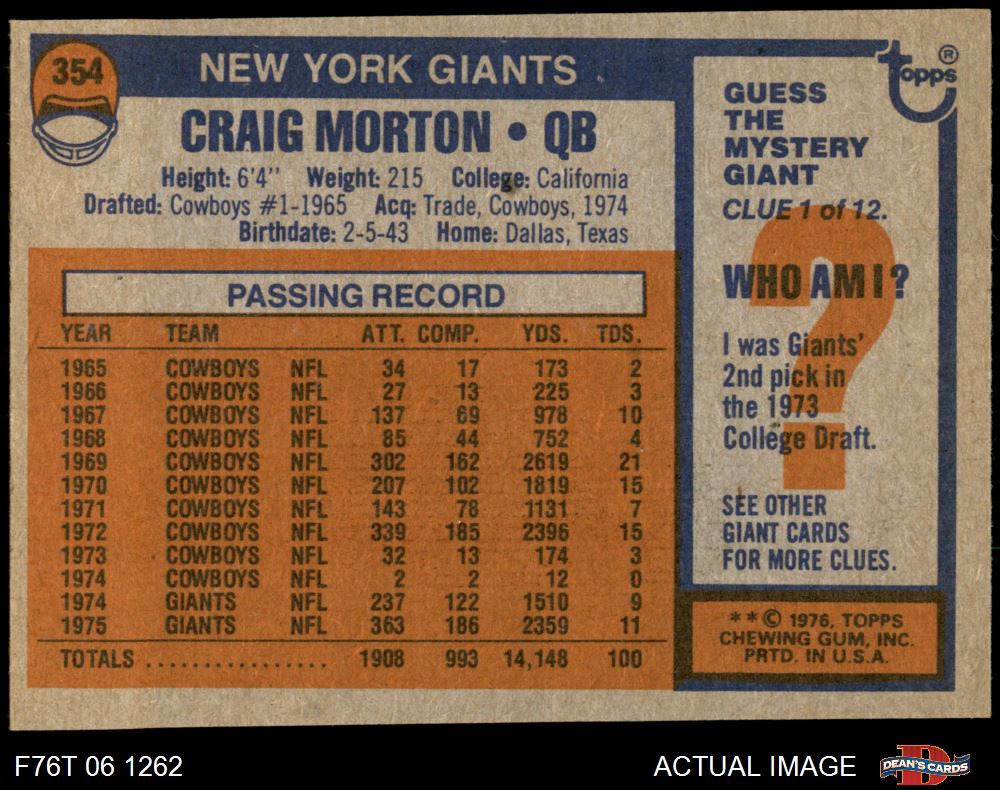 354
NEW YORK GIANTS
CRAIG MORTON • QB
Height: 6'4" Weight: 215 College: California
Drafted: Cowboys #1-1965 Acq: Trade, Cowboys, 1974
Birthdate: 2-5-43 Home: Dallas, Texas
PASSING RECORD
YEAR TEAM ATT. COMP. YDS. TDS.
1965 COWBOYS NFL 34 17 173 2
1966 COWBOYS NFL 27 13 225 3
1967 COWBOYS NFL 137 69 978 10
1968 COWBOYS NFL 85 44 752 4
1969 COWBOYS NFL 302 162 2619 21
1970 COWBOYS NFL 207 102 1819 15
1971 COWBOYS NFL 143 78 1131 7
1972 COWBOYS NFL 339 185 2396 15
1973 COWBOYS NFL 32 13 174 3
1974 COWBOYS NFL 2 2 12 0
1974 GIANTS NFL 237 122 1510 9
1975 GIANTS NFL 363 186 2359 11
TOTALS ................ 1908 993 14,148 100
topps ®
GUESS
THE
MYSTERY
GIANT
CLUE 1 of 12.
?
WHO AM I?
I was Giants'
2nd pick in
the 1973
College Draft.
SEE OTHER
GIANT CARDS
FOR MORE CLUES.
**© 1976, TOPPS
CHEWING GUM, INC.
PRTD. IN U.S.A.
F76T 06 1262
ACTUAL IMAGE
D
DEAN'S CARDS